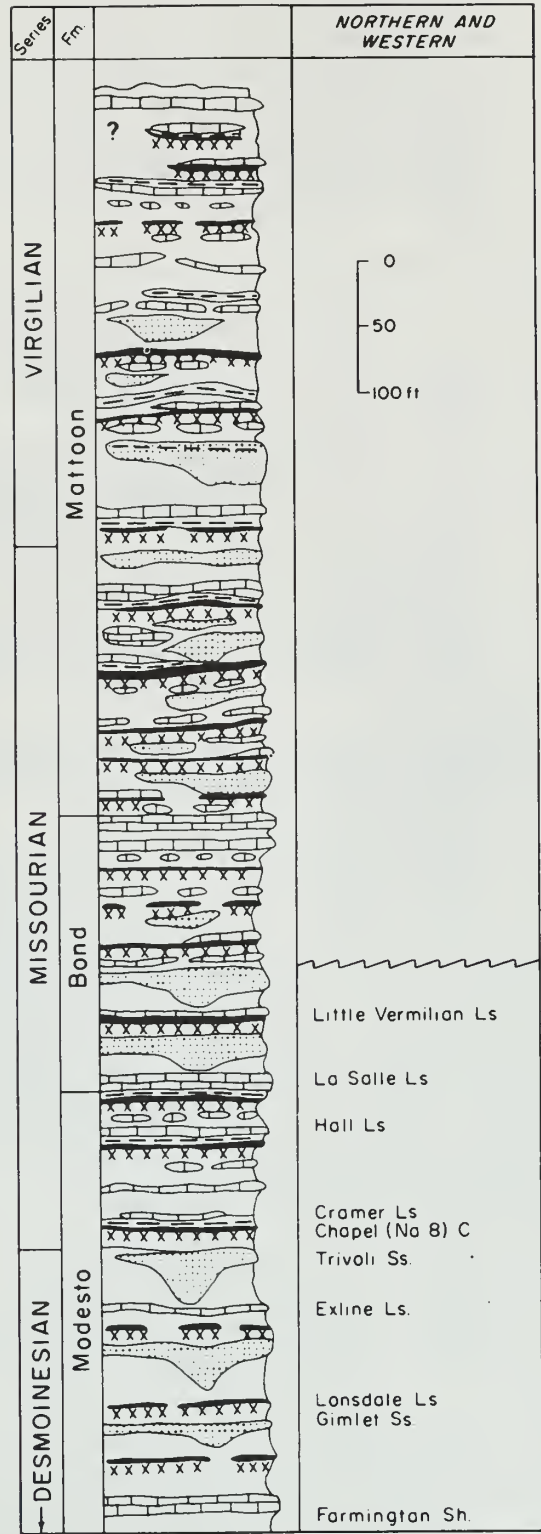 Series
Fm.
NORTHERN AND
WESTERN
?
0
50
100 ft
VIRGILIAN
Mattoon
MISSOURIAN
Bond
Little Vermilian Ls
La Salle Ls
Hall Ls
Cramer Ls
Chapel (No 8) C
Trivoli Ss.
Exline Ls.
DESMOINESIAN
Modesto
Lonsdale Ls
Gimlet Ss.
Farmington Sh.